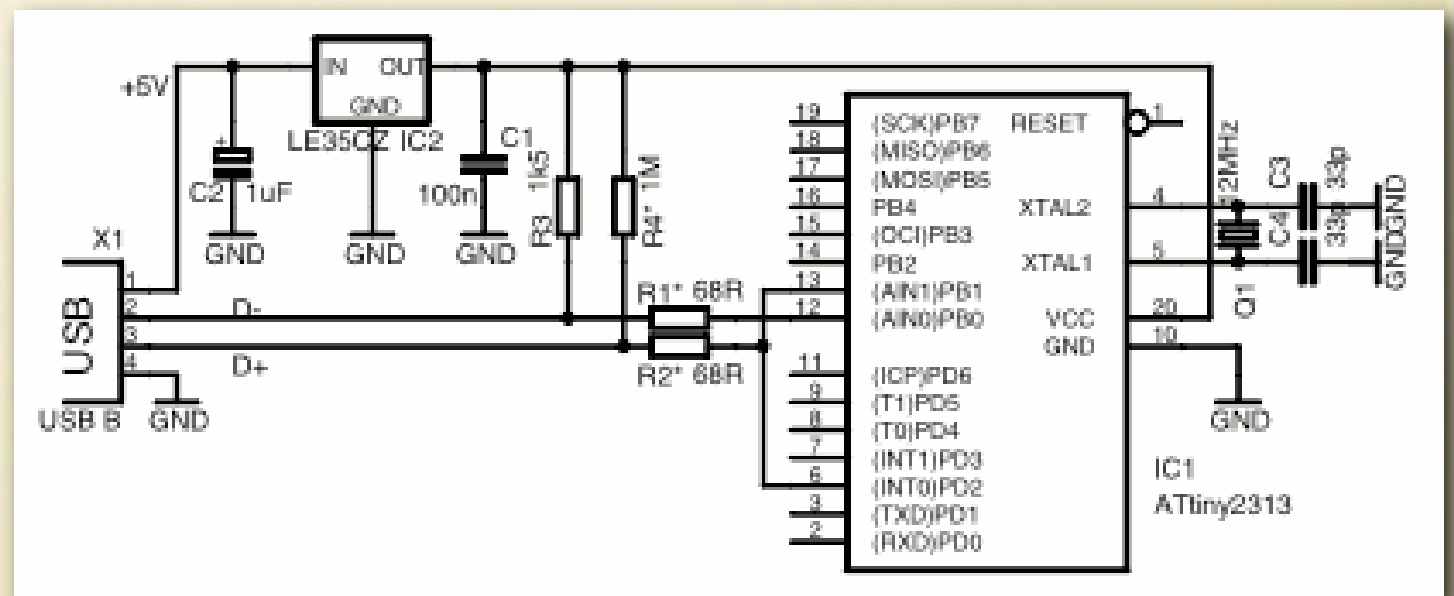 +5V
IN OUT
GND
LE35CZ IC2
C2 1uF
GND
GND
C1
100n
GND
R3 1k5
R4* 1M
X1
USB
1
2
3
4
D-
D+
USB B
GND
R1* 68R
R2* 68R
19 (SCK)PB7
18 (MISO)PB6
17 (MOSI)PB5
16 PB4
15 (OCI)PB3
14 PB2
13 (AIN1)PB1
12 (AIN0)PB0
11 (ICP)PD6
9 (T1)PD5
8 (T0)PD4
7 (INT1)PD3
6 (INT0)PD2
3 (TXD)PD1
2 (RXD)PD0
RESET 1
XTAL2 4
XTAL1 5
VCC 20
GND 10
Q1
C3 33p
GND
C4 33p
GND
GND
IC1
ATtiny2313